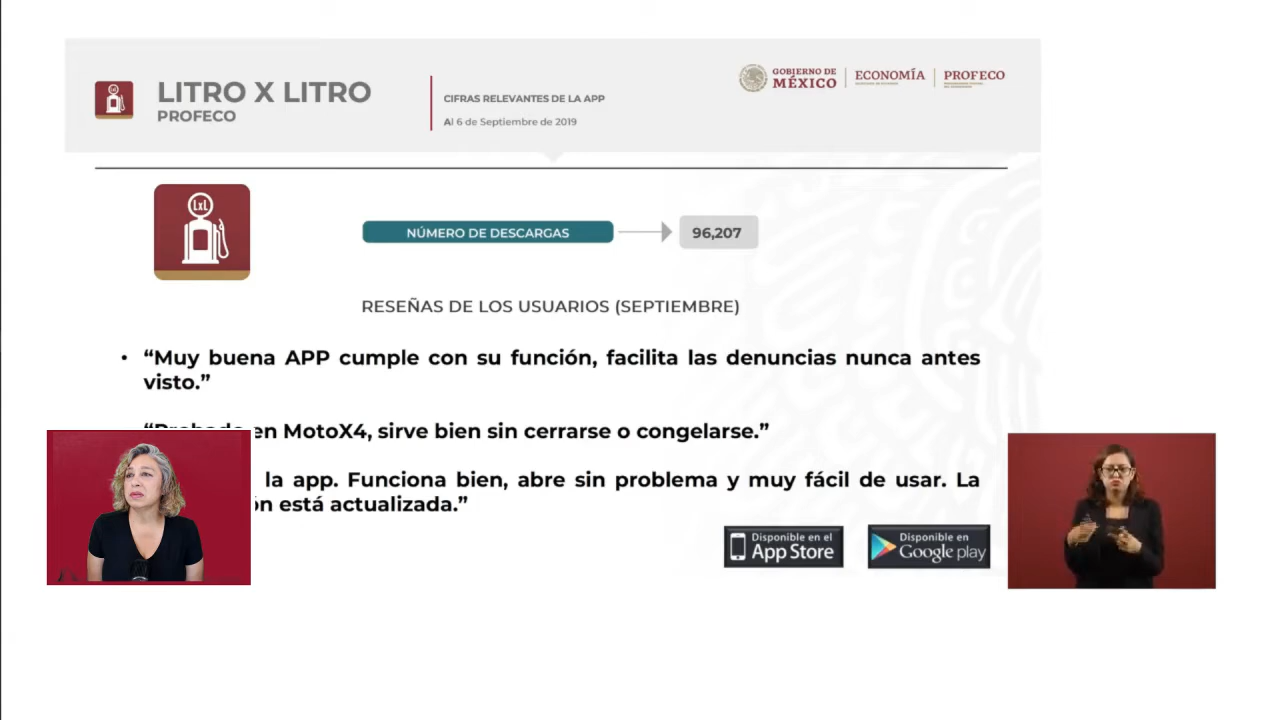 LITRO X LITRO
PROFECO
CIFRAS RELEVANTES DE LA APP
Al 6 de Septiembre de 2019
GOBIERNO DE
MÉXICO
ECONOMÍA
PROFECO
LxL
NÚMERO DE DESCARGAS
96,207
RESEÑAS DE LOS USUARIOS (SEPTIEMBRE)
• “Muy buena APP cumple con su función, facilita las denuncias nunca antes
visto.”
“Probado en MotoX4, sirve bien sin cerrarse o congelarse.”
la app. Funciona bien, abre sin problema y muy fácil de usar. La
ón está actualizada.”
Disponible en el
App Store
Disponible en
Google play